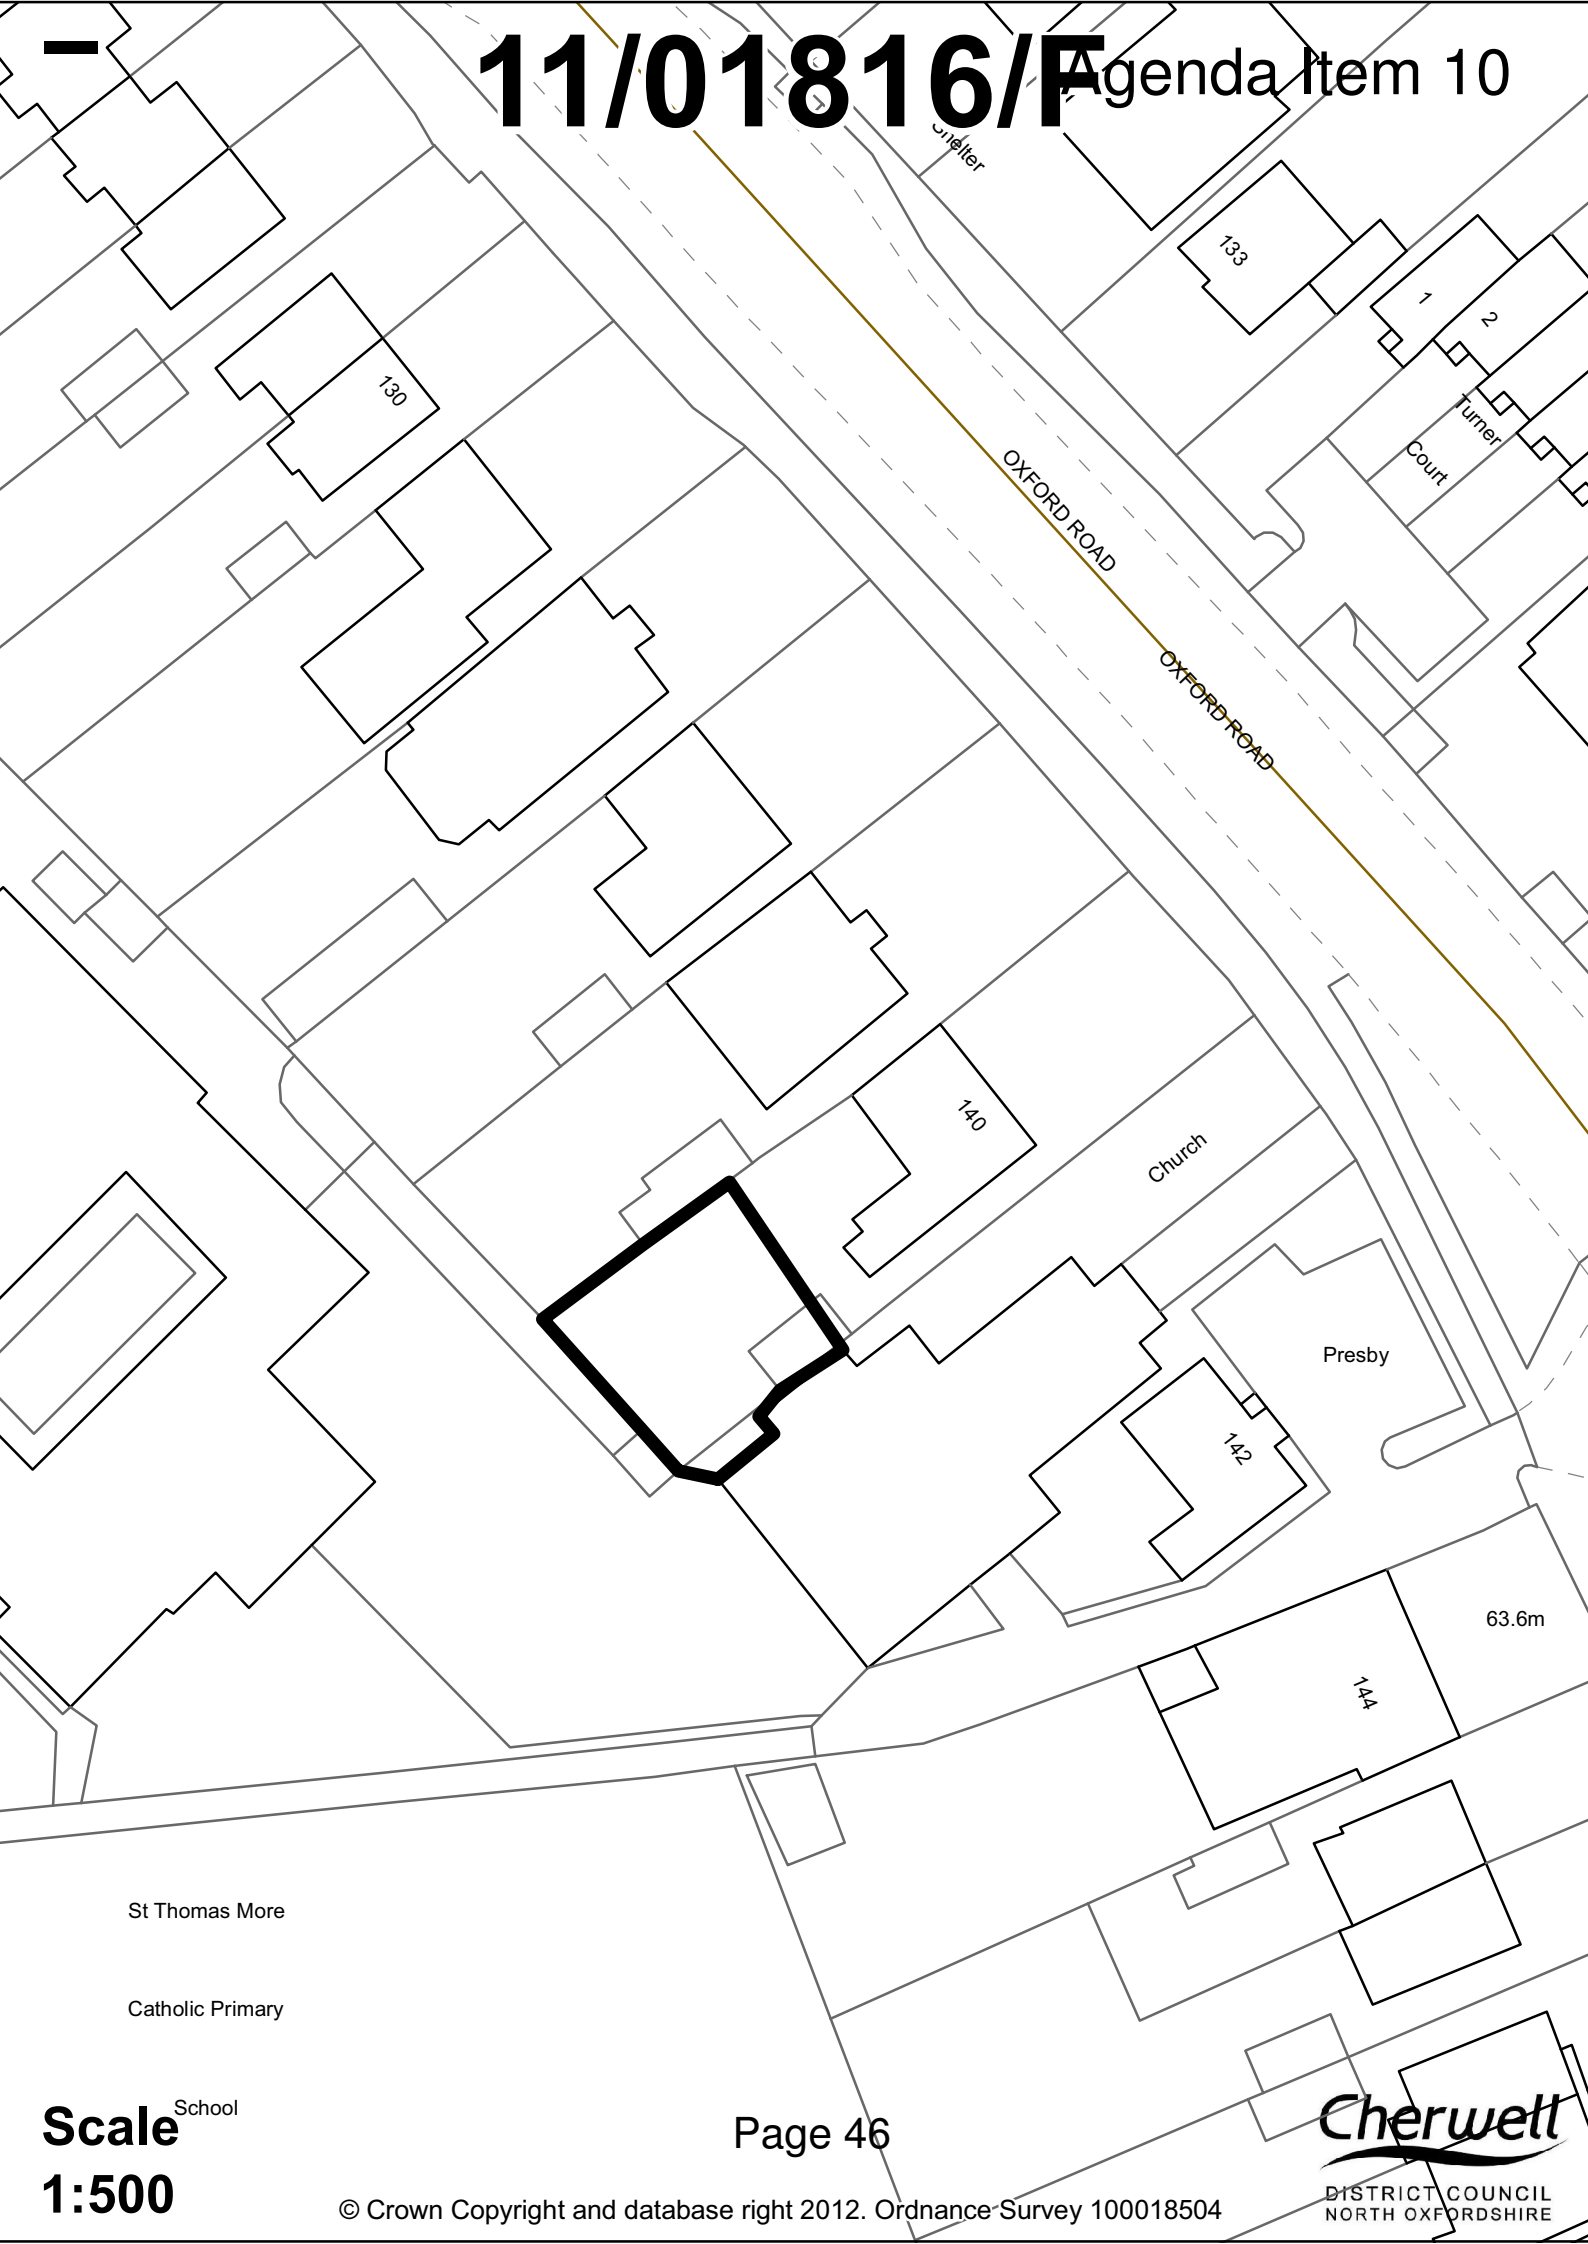 11/01816/F
Agenda Item 10
Shelter
133
1
2
130
Turner
Court
OXFORD ROAD
OXFORD ROAD
140
Church
Presby
142
63.6m
144
St Thomas More
Catholic Primary
School
Scale
1:500
Page 46
© Crown Copyright and database right 2012. Ordnance Survey 100018504
Cherwell
DISTRICT COUNCIL
NORTH OXFORDSHIRE